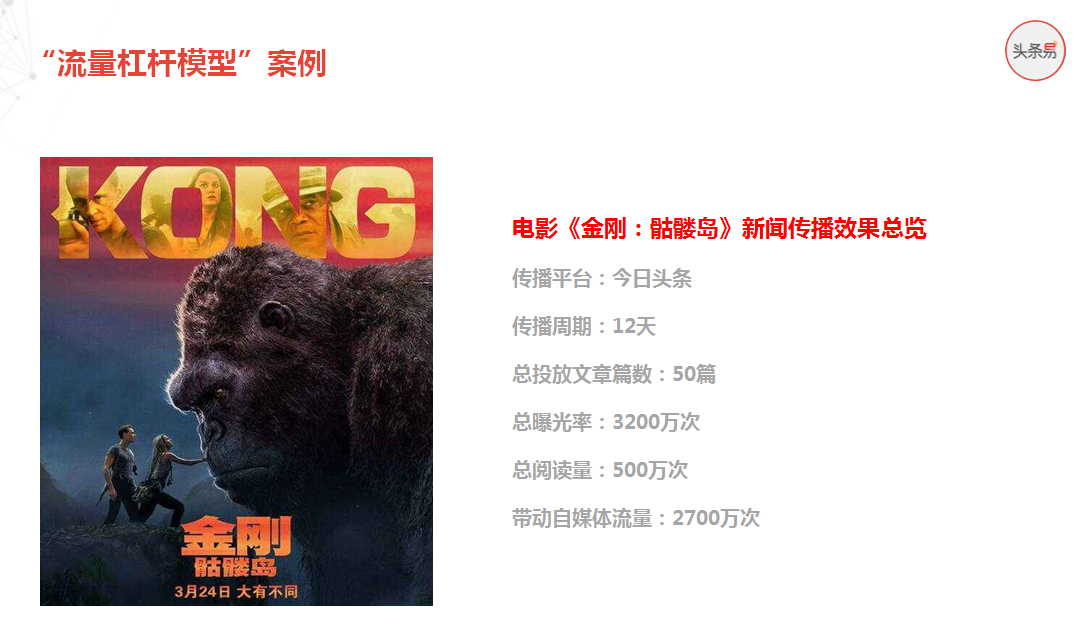 “流量杠杆模型”案例
头条易
KONG
金刚
骷髅岛
3月24日 大有不同
电影《金刚：骷髅岛》新闻传播效果总览
传播平台：今日头条
传播周期：12天
总投放文章篇数：50篇
总曝光率：3200万次
总阅读量：500万次
带动自媒体流量：2700万次